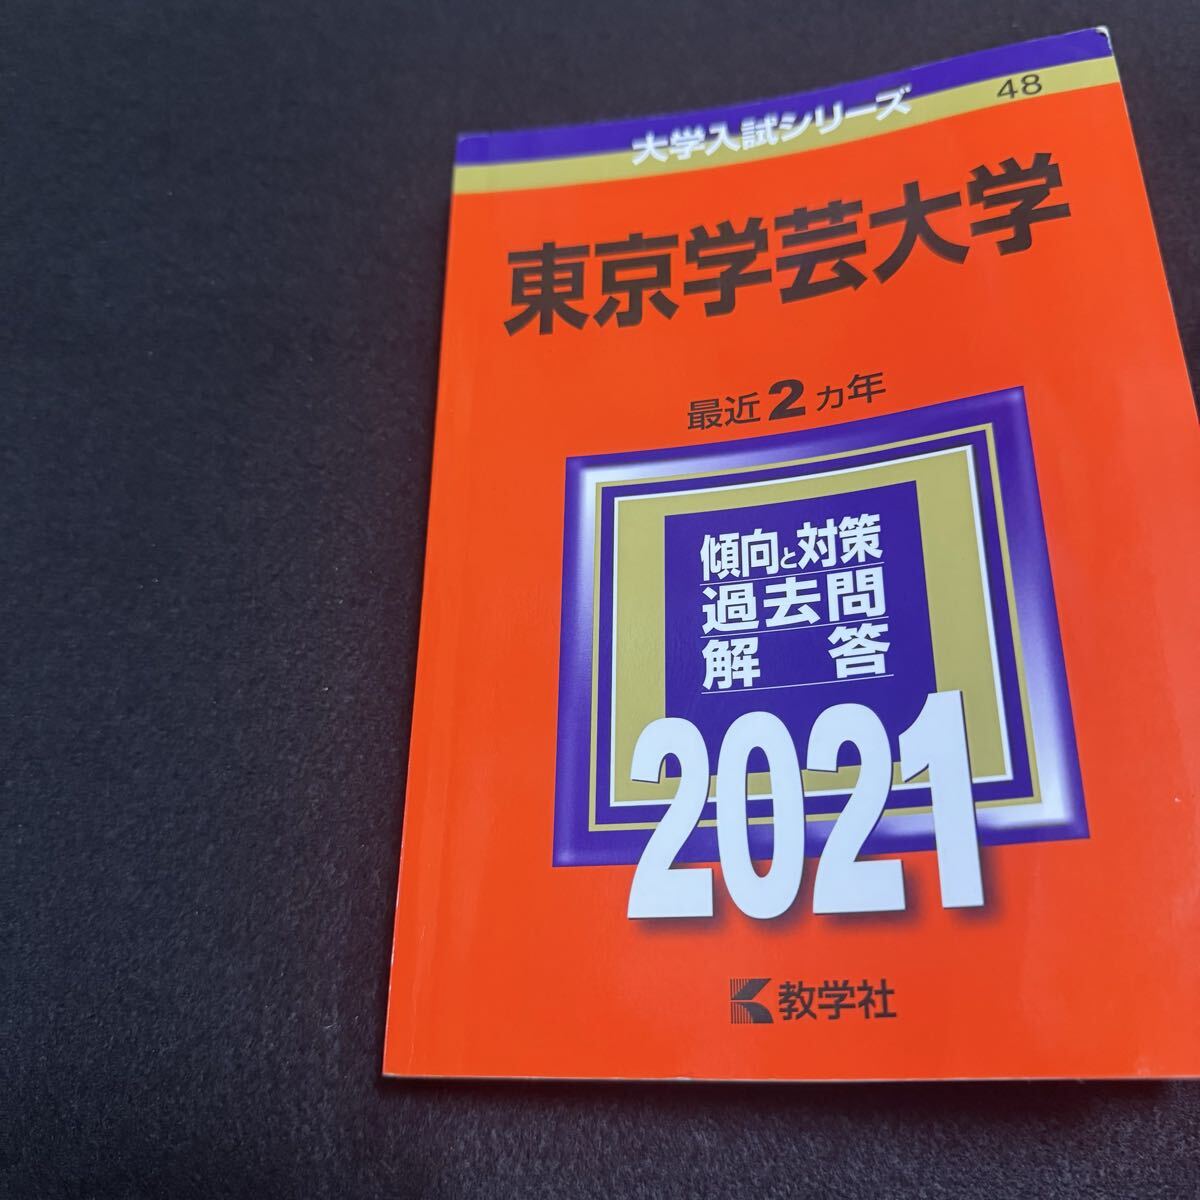 大学入試シリーズ
48
東京学芸大学
最近2カ年
傾向と対策
過去問
解答
2021
教学社